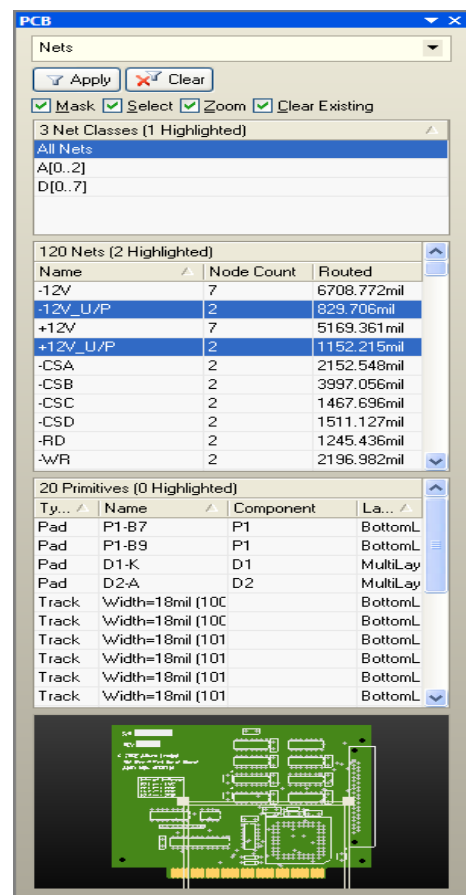 PCB
Nets
Apply Clear
Mask Select Zoom Clear Existing
3 Net Classes (1 Highlighted)
All Nets
A[0..2]
D[0..7]
120 Nets (2 Highlighted)
Name Node Count Routed
-12V 7 6708.772mil
-12V_U/P 2 829.706mil
+12V 7 5169.361mil
+12V_U/P 2 1152.215mil
-CSA 2 2152.548mil
-CSB 2 3997.056mil
-CSC 2 1467.696mil
-CSD 2 1511.127mil
-RD 2 1245.436mil
-WR 2 2196.982mil
20 Primitives (0 Highlighted)
Ty... Name Component La...
Pad P1-B7 P1 BottomL
Pad P1-B9 P1 BottomL
Pad D1-K D1 MultiLay
Pad D2-A D2 MultiLay
Track Width=18mil (100 BottomL
Track Width=18mil (100 BottomL
Track Width=18mil (101 BottomL
Track Width=18mil (101 BottomL
Track Width=18mil (101 BottomL
Track Width=18mil (101 BottomL